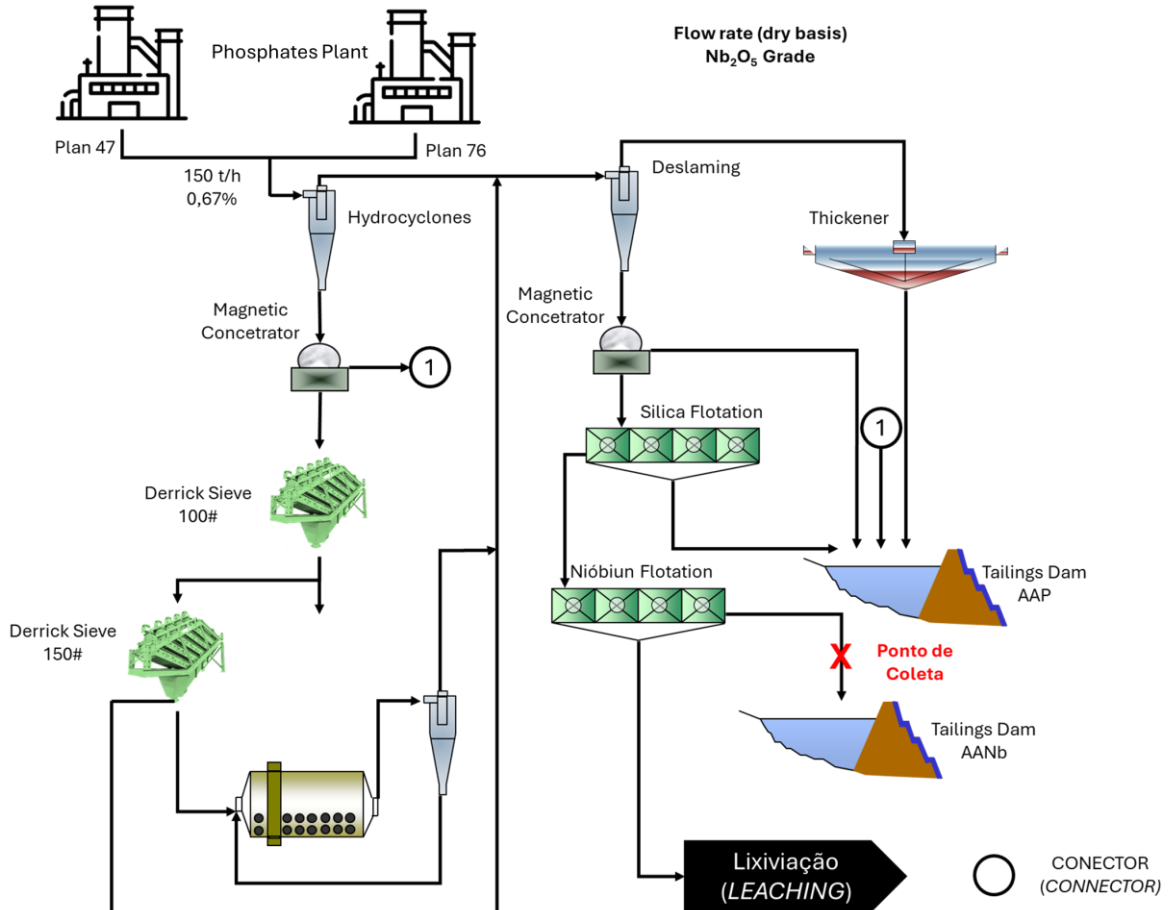 Phosphates Plant
Flow rate (dry basis)
Nb₂O₅ Grade
Plan 47
Plan 76
150 t/h
0,67%
Hydrocyclones
Deslaming
Thickener
Magnetic
Concetrator
1
Magnetic
Concetrator
Silica Flotation
1
Derrick Sieve
100#
Nióbiun Flotation
Tailings Dam
AAP
Derrick Sieve
150#
X
Ponto de
Coleta
Tailings Dam
AANb
Lixiviação
(LEACHING)
CONECTOR
(CONNECTOR)